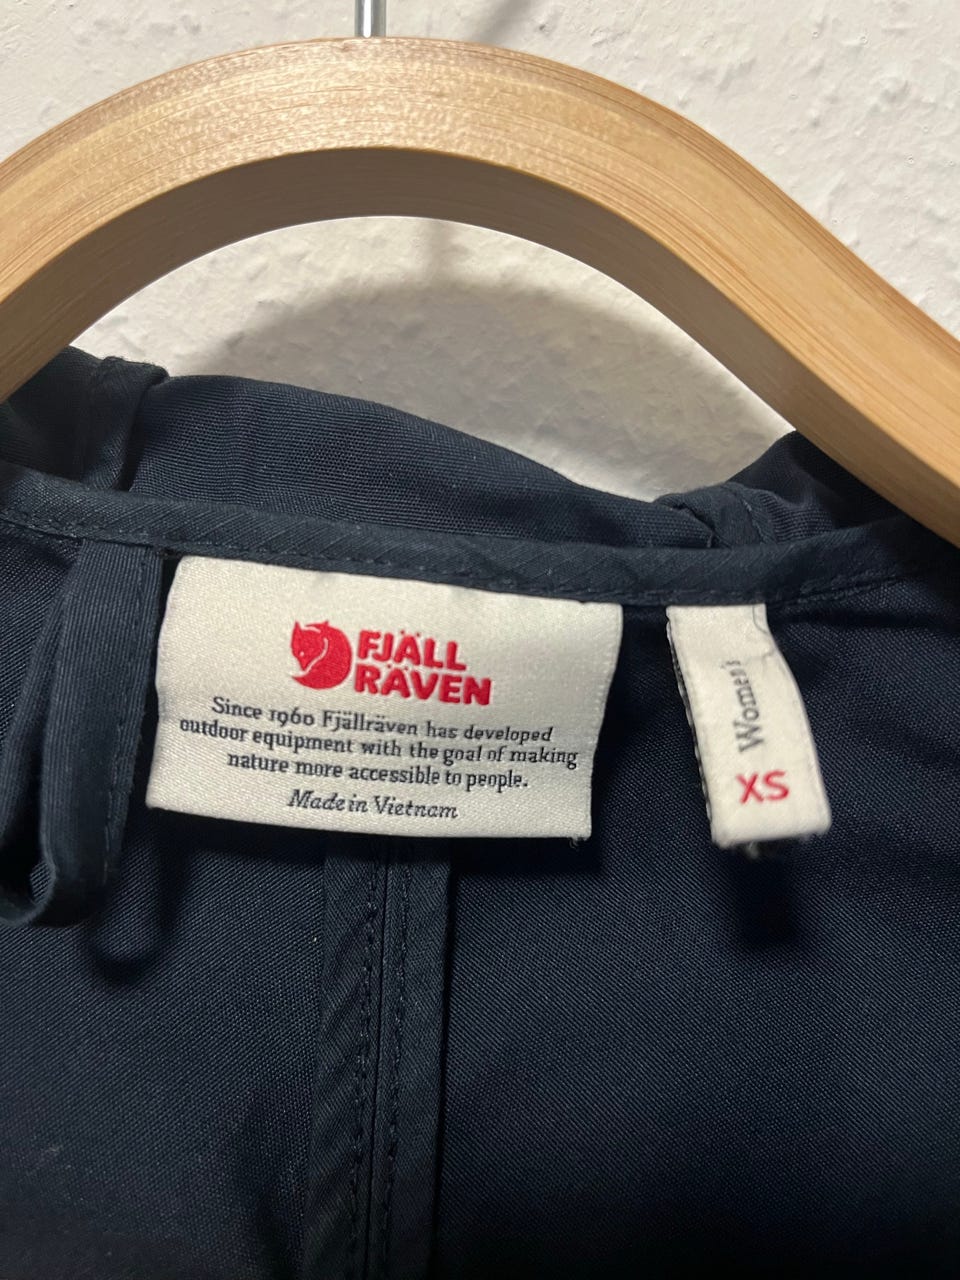 FJÄLL
RÄVEN
Since 1960 Fjällräven has developed
outdoor equipment with the goal of making
nature more accessible to people.
Made in Vietnam
Women's
XS